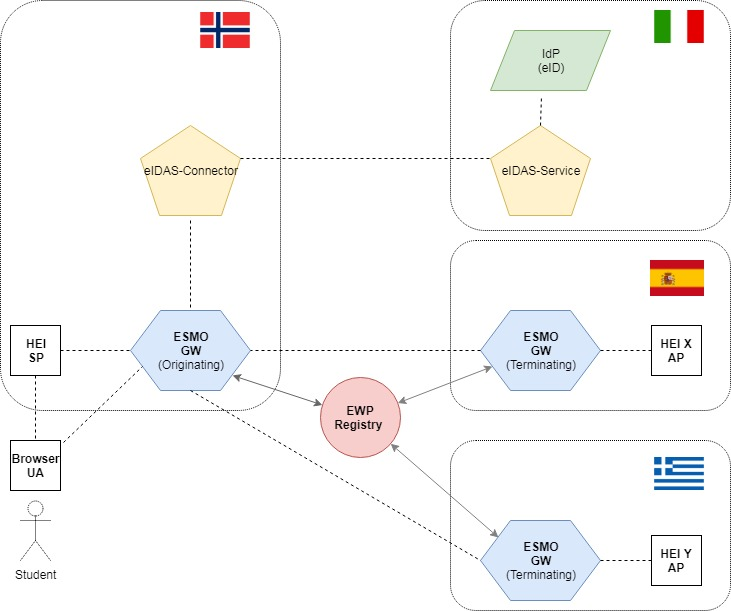 IdP
(eID)
eIDAS-Connector
eIDAS-Service
HEI
SP
ESMO
GW
(Originating)
ESMO
GW
(Terminating)
HEI X
AP
EWP
Registry
Browser
UA
Student
ESMO
GW
(Terminating)
HEI Y
AP